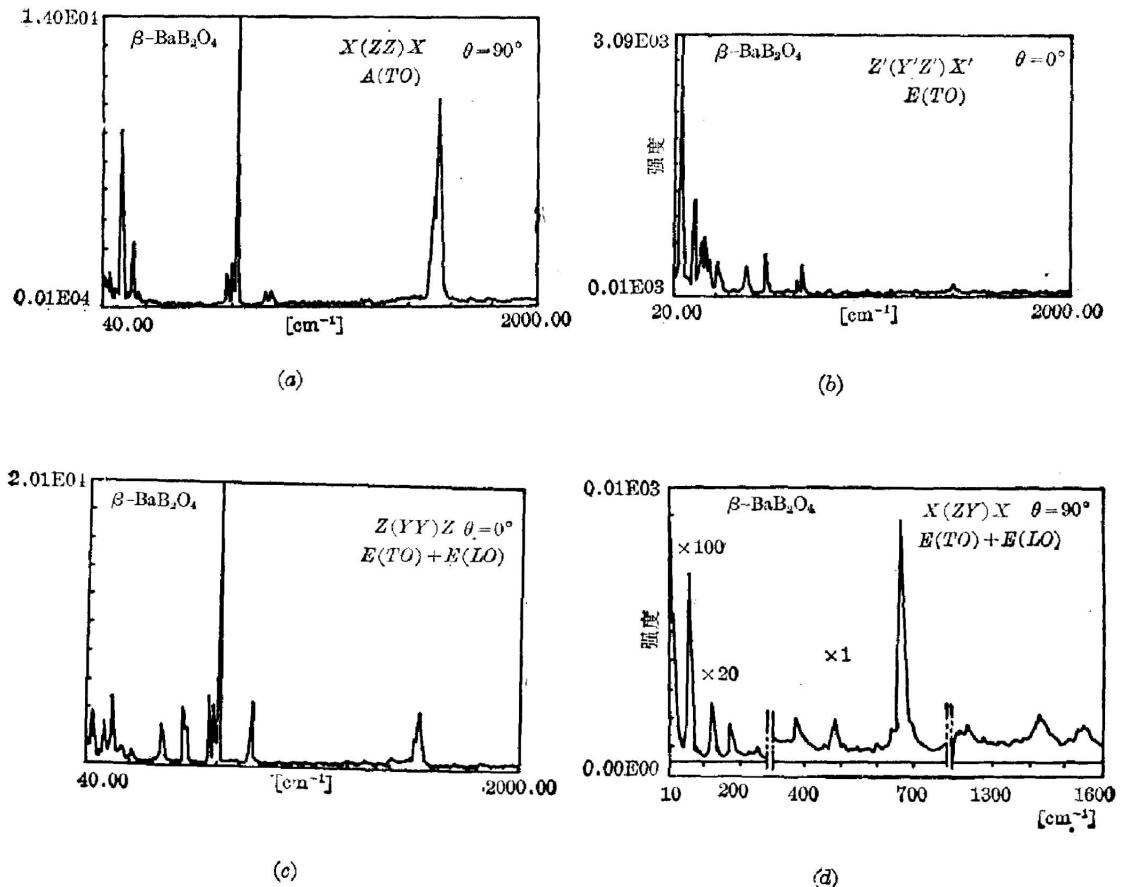 1.40E04
β-BaB₂O₄
X(ZZ)X θ=90°
A(TO)
0.01E04
40.00
[cm⁻¹]
2000.00
(a)
3.09E03
β-BaB₂O₄
Z′(Y′Z′)X′ θ=0°
E(TO)
强度
0.01E03
20.00
[cm⁻¹]
2000.00
(b)
2.01E04
β-BaB₂O₄
Z(YY)Z θ=0°
E(TO)+E(LO)
40.00
[cm⁻¹]
2000.00
(c)
0.01E03
β-BaB₂O₄
X(ZY)X θ=90°
E(TO)+E(LO)
×100
×20
×1
强度
0.00E00
10 200 400 700 1300 1600
[cm⁻¹]
(d)